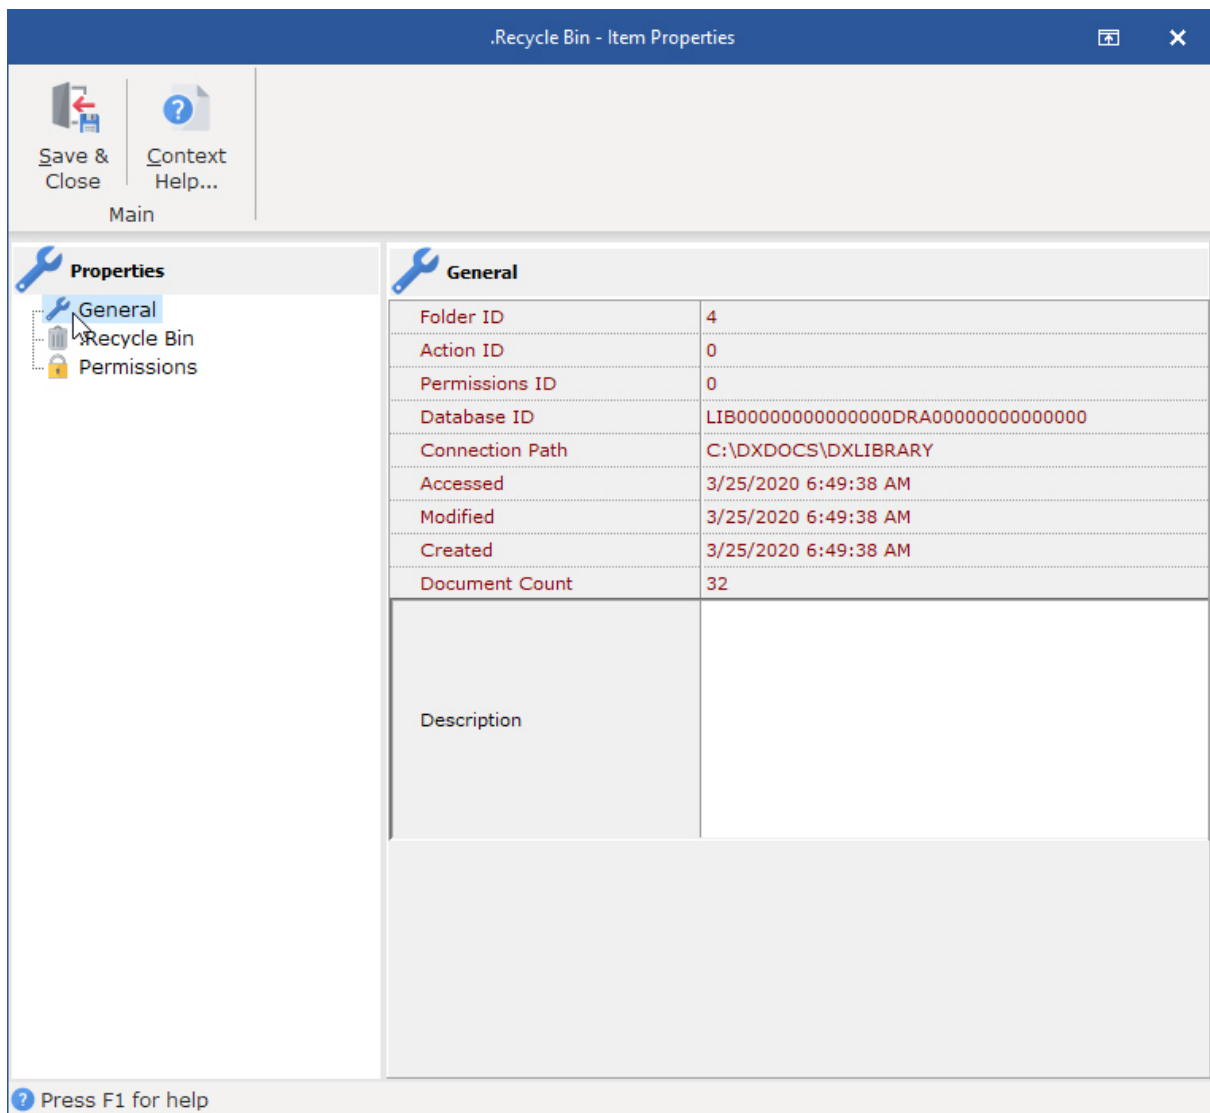 .Recycle Bin - Item Properties
Save & Close
Context Help...
Main
Properties
General
.Recycle Bin
Permissions
General
Folder ID 4
Action ID 0
Permissions ID 0
Database ID LIB00000000000000DRA00000000000000
Connection Path C:\DXDOCS\DXLIBRARY
Accessed 3/25/2020 6:49:38 AM
Modified 3/25/2020 6:49:38 AM
Created 3/25/2020 6:49:38 AM
Document Count 32
Description
Press F1 for help